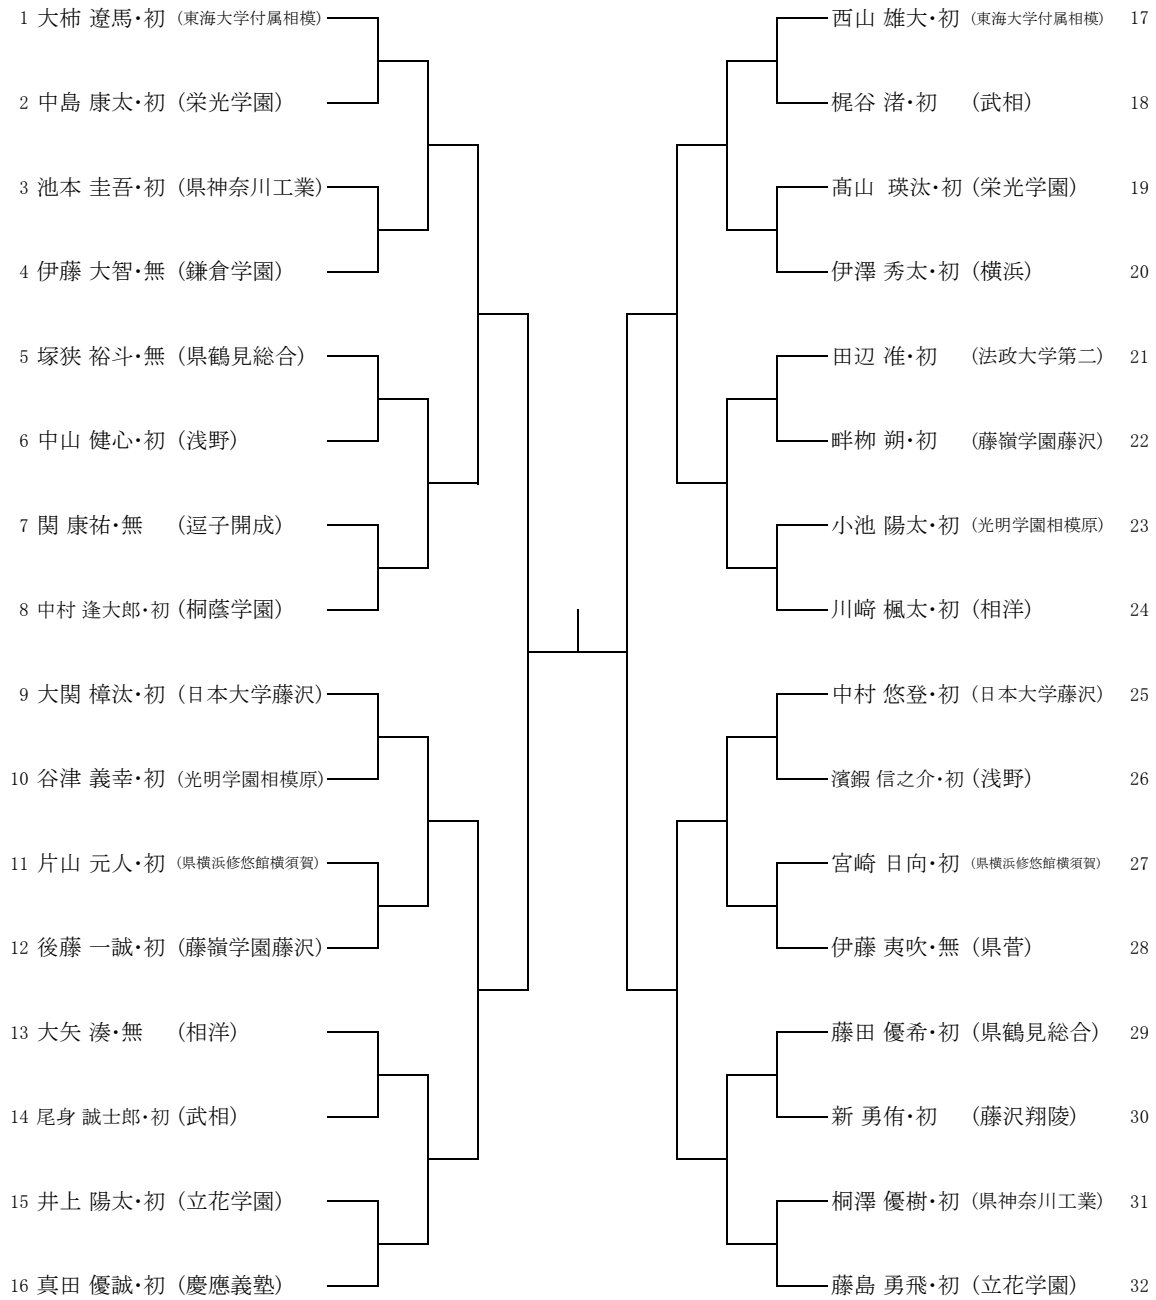 1 大柿 遼馬・初 (東海大学付属相模)
2 中島 康太・初 (栄光学園)
3 池本 圭吾・初 (県神奈川工業)
4 伊藤 大智・無 (鎌倉学園)
5 塚狭 裕斗・無 (県鶴見総合)
6 中山 健心・初 (浅野)
7 関 康祐・無 (逗子開成)
8 中村 逢大郎・初 (桐蔭学園)
9 大関 樟汰・初 (日本大学藤沢)
10 谷津 義幸・初 (光明学園相模原)
11 片山 元人・初 (県横浜修悠館横須賀)
12 後藤 一誠・初 (藤嶺学園藤沢)
13 大矢 湊・無 (相洋)
14 尾身 誠士郎・初 (武相)
15 井上 陽太・初 (立花学園)
16 真田 優誠・初 (慶應義塾)
西山 雄大・初 (東海大学付属相模) 17
梶谷 渚・初 (武相) 18
髙山 瑛汰・初 (栄光学園) 19
伊澤 秀太・初 (横浜) 20
田辺 准・初 (法政大学第二) 21
畔栁 朔・初 (藤嶺学園藤沢) 22
小池 陽太・初 (光明学園相模原) 23
川﨑 楓太・初 (相洋) 24
中村 悠登・初 (日本大学藤沢) 25
濱鍜 信之介・初 (浅野) 26
宮崎 日向・初 (県横浜修悠館横須賀) 27
伊藤 夷吹・無 (県菅) 28
藤田 優希・初 (県鶴見総合) 29
新 勇侑・初 (藤沢翔陵) 30
桐澤 優樹・初 (県神奈川工業) 31
藤島 勇飛・初 (立花学園) 32